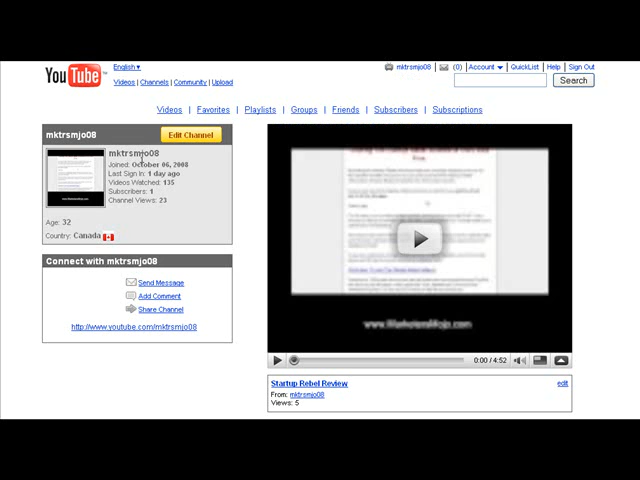 YouTube
English ▾
mktrsmjo08 | (0) | Account ▾ | QuickList | Help | Sign Out
Videos | Channels | Community | Upload
Search
Videos | Favorites | Playlists | Groups | Friends | Subscribers | Subscriptions
mktrsmjo08
Edit Channel
mktrsmjo08
Joined: October 06, 2008
Last Sign In: 1 day ago
Videos Watched: 135
Subscribers: 1
Channel Views: 23
Age: 32
Country: Canada
Connect with mktrsmjo08
Send Message
Add Comment
Share Channel
http://www.youtube.com/mktrsmjo08
0:00 / 4:52
Startup Rebel Review
edit
From: mktrsmjo08
Views: 5